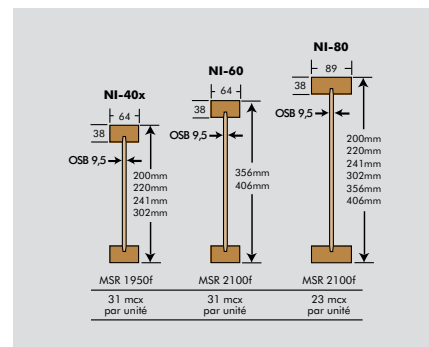 NI-40x
64
38
OSB 9,5
200mm
220mm
241mm
302mm
MSR 1950f
31 mcx
par unité
NI-60
64
38
OSB 9,5
356mm
406mm
MSR 2100f
31 mcx
par unité
NI-80
89
38
OSB 9,5
200mm
220mm
241mm
302mm
356mm
406mm
MSR 2100f
23 mcx
par unité